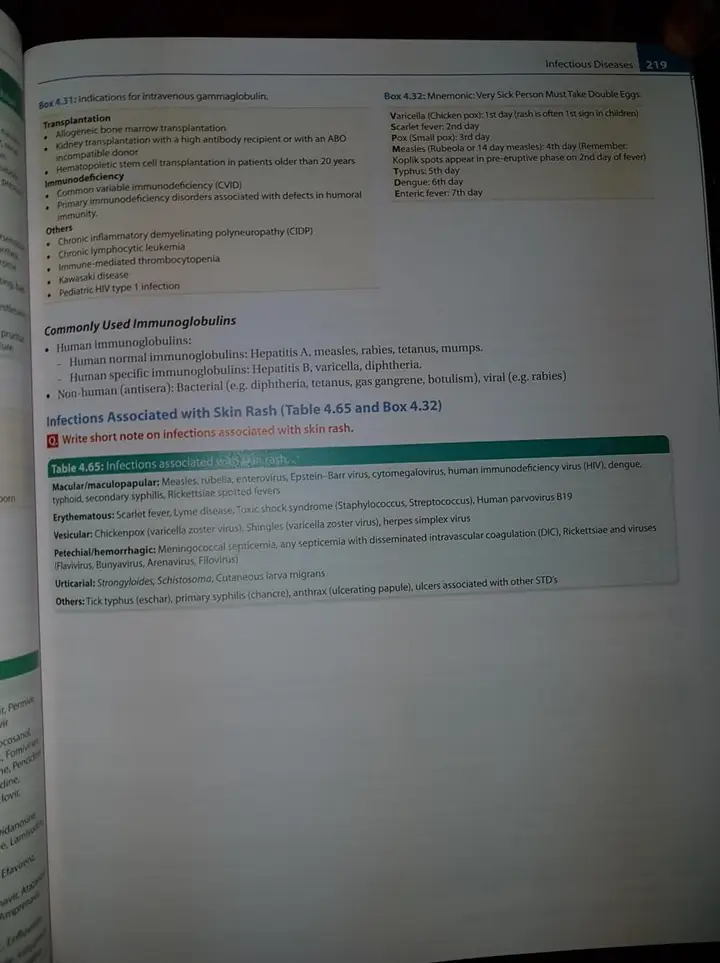 Infectious Diseases 219
Box 4.31: Indications for intravenous gammaglobulin.
Transplantation
• Allogeneic bone marrow transplantation
• Kidney transplantation with a high antibody recipient or with an ABO
incompatible donor
• Hematopoietic stem cell transplantation in patients older than 20 years
Immunodeficiency
• Common variable immunodeficiency (CVID)
• Primary immunodeficiency disorders associated with defects in humoral
immunity.
Others
• Chronic inflammatory demyelinating polyneuropathy (CIDP)
• Chronic lymphocytic leukemia
• Immune-mediated thrombocytopenia
• Kawasaki disease
• Pediatric HIV type 1 infection
Box 4.32: Mnemonic: Very Sick Person Must Take Double Eggs.
Varicella (Chicken pox): 1st day (rash is often 1st sign in children)
Scarlet fever: 2nd day
Pox (Small pox): 3rd day
Measles (Rubeola or 14 day measles): 4th day (Remember:
Koplik spots appear in pre-eruptive phase on 2nd day of fever)
Typhus: 5th day
Dengue: 6th day
Enteric fever: 7th day
Commonly Used Immunoglobulins
• Human immunoglobulins:
- Human normal immunoglobulins: Hepatitis A, measles, rabies, tetanus, mumps.
- Human specific immunoglobulins: Hepatitis B, varicella, diphtheria.
• Non-human (antisera): Bacterial (e.g. diphtheria, tetanus, gas gangrene, botulism), viral (e.g. rabies)
Infections Associated with Skin Rash (Table 4.65 and Box 4.32)
Q. Write short note on infections associated with skin rash.
Table 4.65: Infections associated with skin rash.
Macular/maculopapular: Measles, rubella, enterovirus, Epstein–Barr virus, cytomegalovirus, human immunodeficiency virus (HIV), dengue,
typhoid, secondary syphilis, Rickettsiae spotted fevers
Erythematous: Scarlet fever, Lyme disease, Toxic shock syndrome (Staphylococcus, Streptococcus), Human parvovirus B19
Vesicular: Chickenpox (varicella zoster virus), Shingles (varicella zoster virus), herpes simplex virus
Petechial/hemorrhagic: Meningococcal septicemia, any septicemia with disseminated intravascular coagulation (DIC), Rickettsiae and viruses
(Flavivirus, Bunyavirus, Arenavirus, Filovirus)
Urticarial: Strongyloides, Schistosoma, Cutaneous larva migrans
Others: Tick typhus (eschar), primary syphilis (chancre), anthrax (ulcerating papule), ulcers associated with other STD's